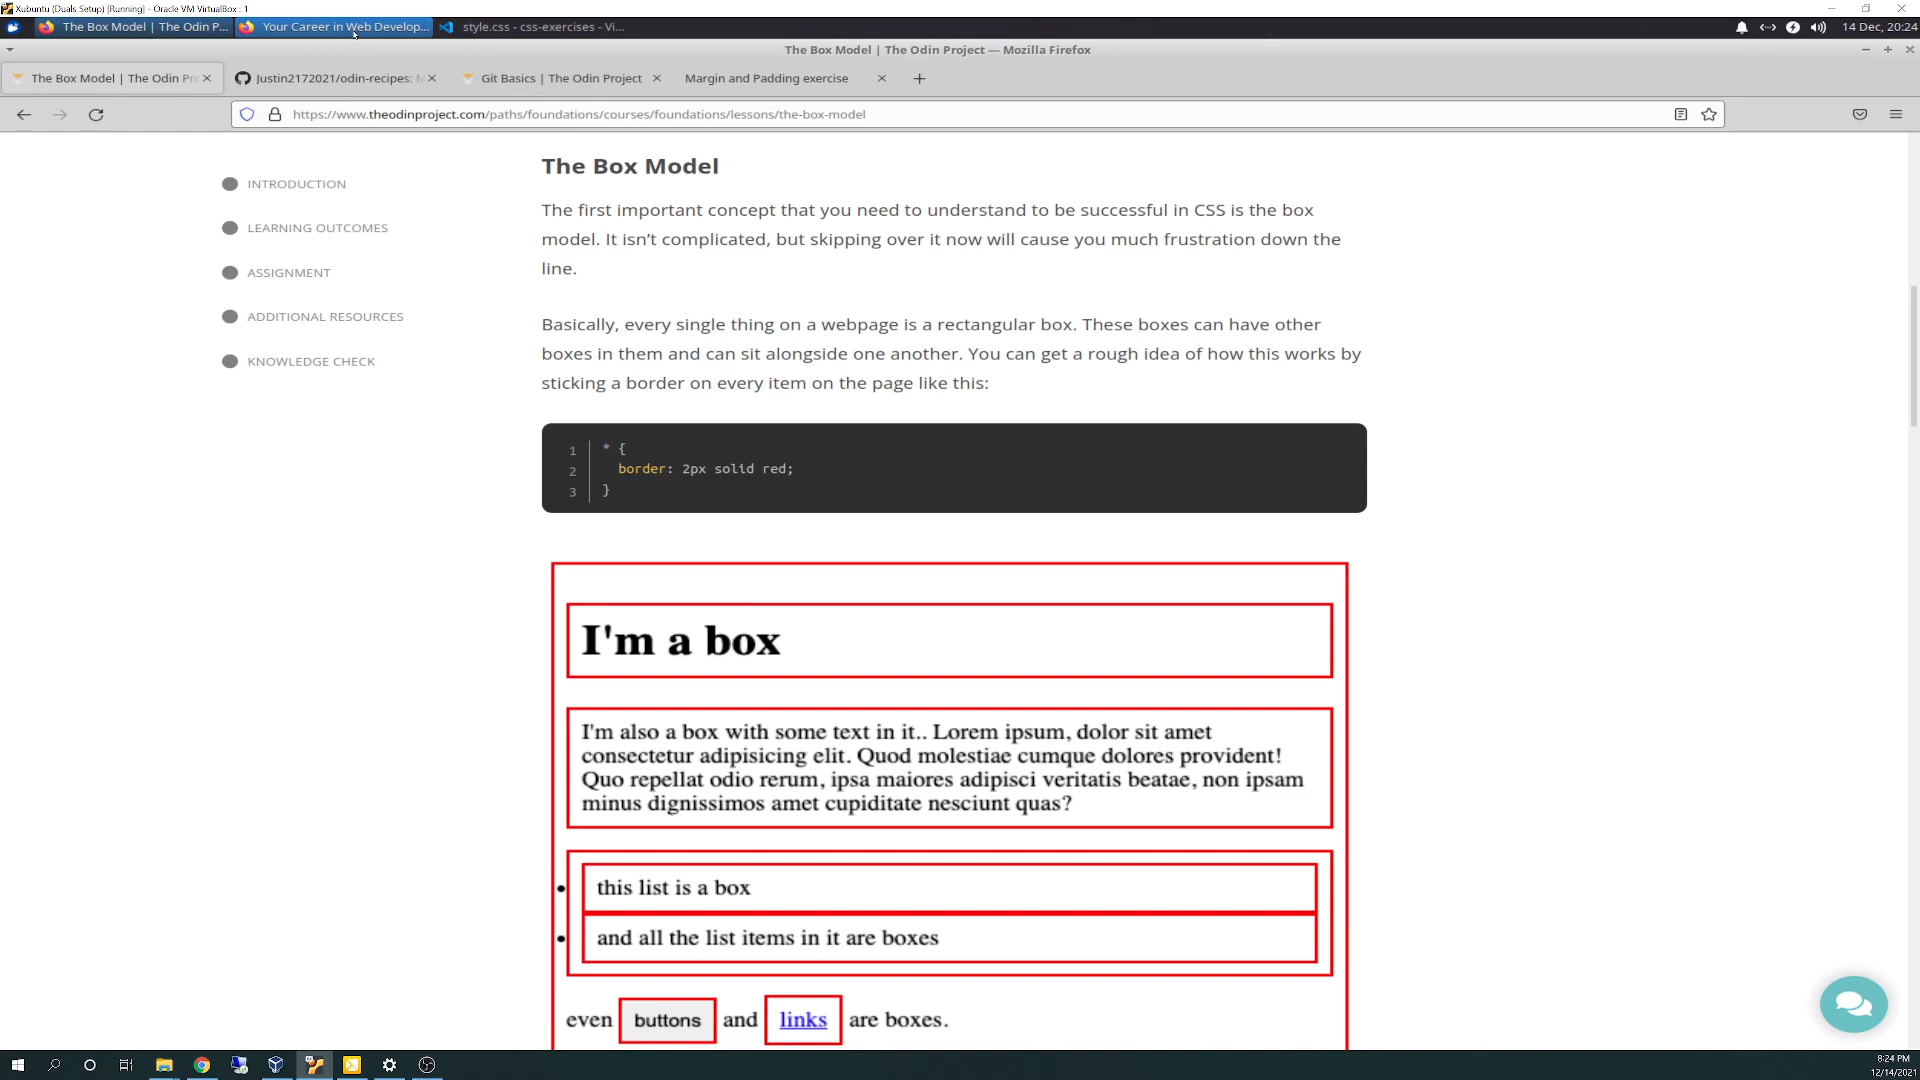 Xubuntu (Duals Setup) [Running] - Oracle VM VirtualBox : 1
The Box Model | The Odin P...
Your Career in Web Develop...
style.css - css-exercises - Vi...
14 Dec, 20:24
The Box Model | The Odin Project — Mozilla Firefox
The Box Model | The Odin Pr
Justin2172021/odin-recipes: M
Git Basics | The Odin Project
Margin and Padding exercise
https://www.theodinproject.com/paths/foundations/courses/foundations/lessons/the-box-model
INTRODUCTION
LEARNING OUTCOMES
ASSIGNMENT
ADDITIONAL RESOURCES
KNOWLEDGE CHECK
The Box Model
The first important concept that you need to understand to be successful in CSS is the box
model. It isn’t complicated, but skipping over it now will cause you much frustration down the
line.
Basically, every single thing on a webpage is a rectangular box. These boxes can have other
boxes in them and can sit alongside one another. You can get a rough idea of how this works by
sticking a border on every item on the page like this:
1 * {
2 border: 2px solid red;
3 }
I'm a box
I'm also a box with some text in it.. Lorem ipsum, dolor sit amet
consectetur adipisicing elit. Quod molestiae cumque dolores provident!
Quo repellat odio rerum, ipsa maiores adipisci veritatis beatae, non ipsam
minus dignissimos amet cupiditate nesciunt quas?
• this list is a box
• and all the list items in it are boxes
even buttons and links are boxes.
8:24 PM
12/14/2021